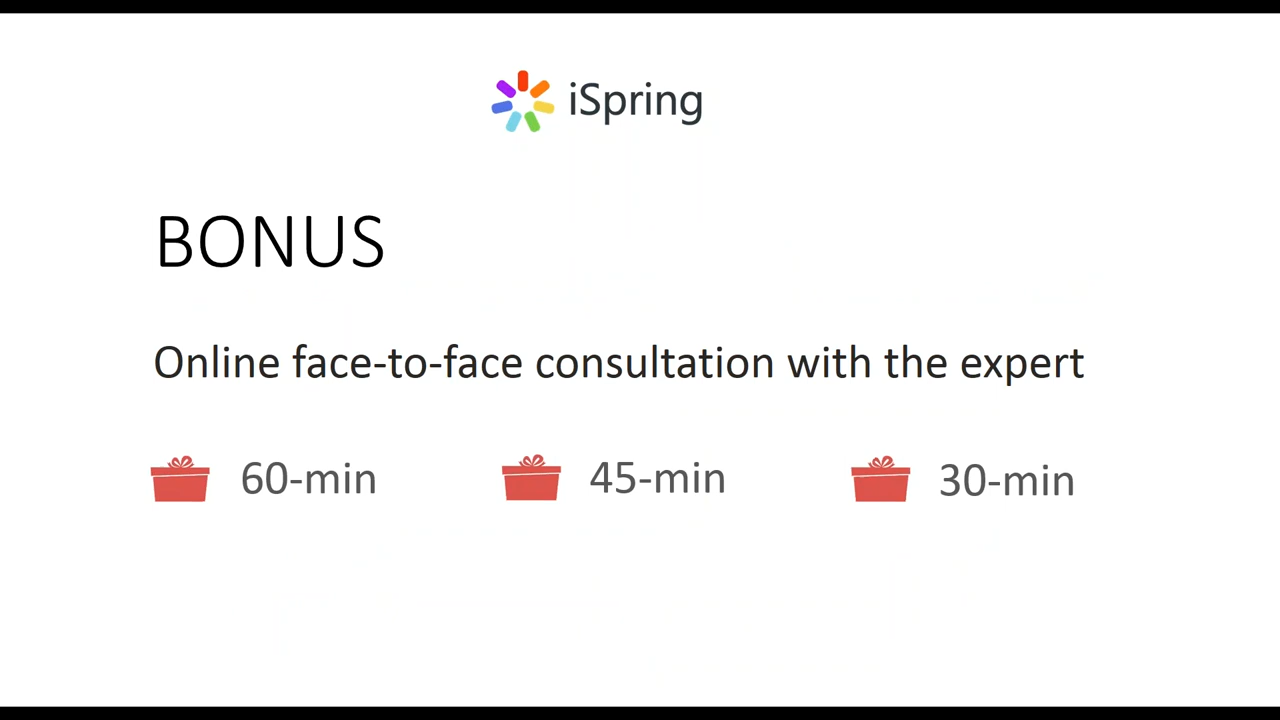 iSpring
BONUS
Online face-to-face consultation with the expert
60-min 45-min 30-min